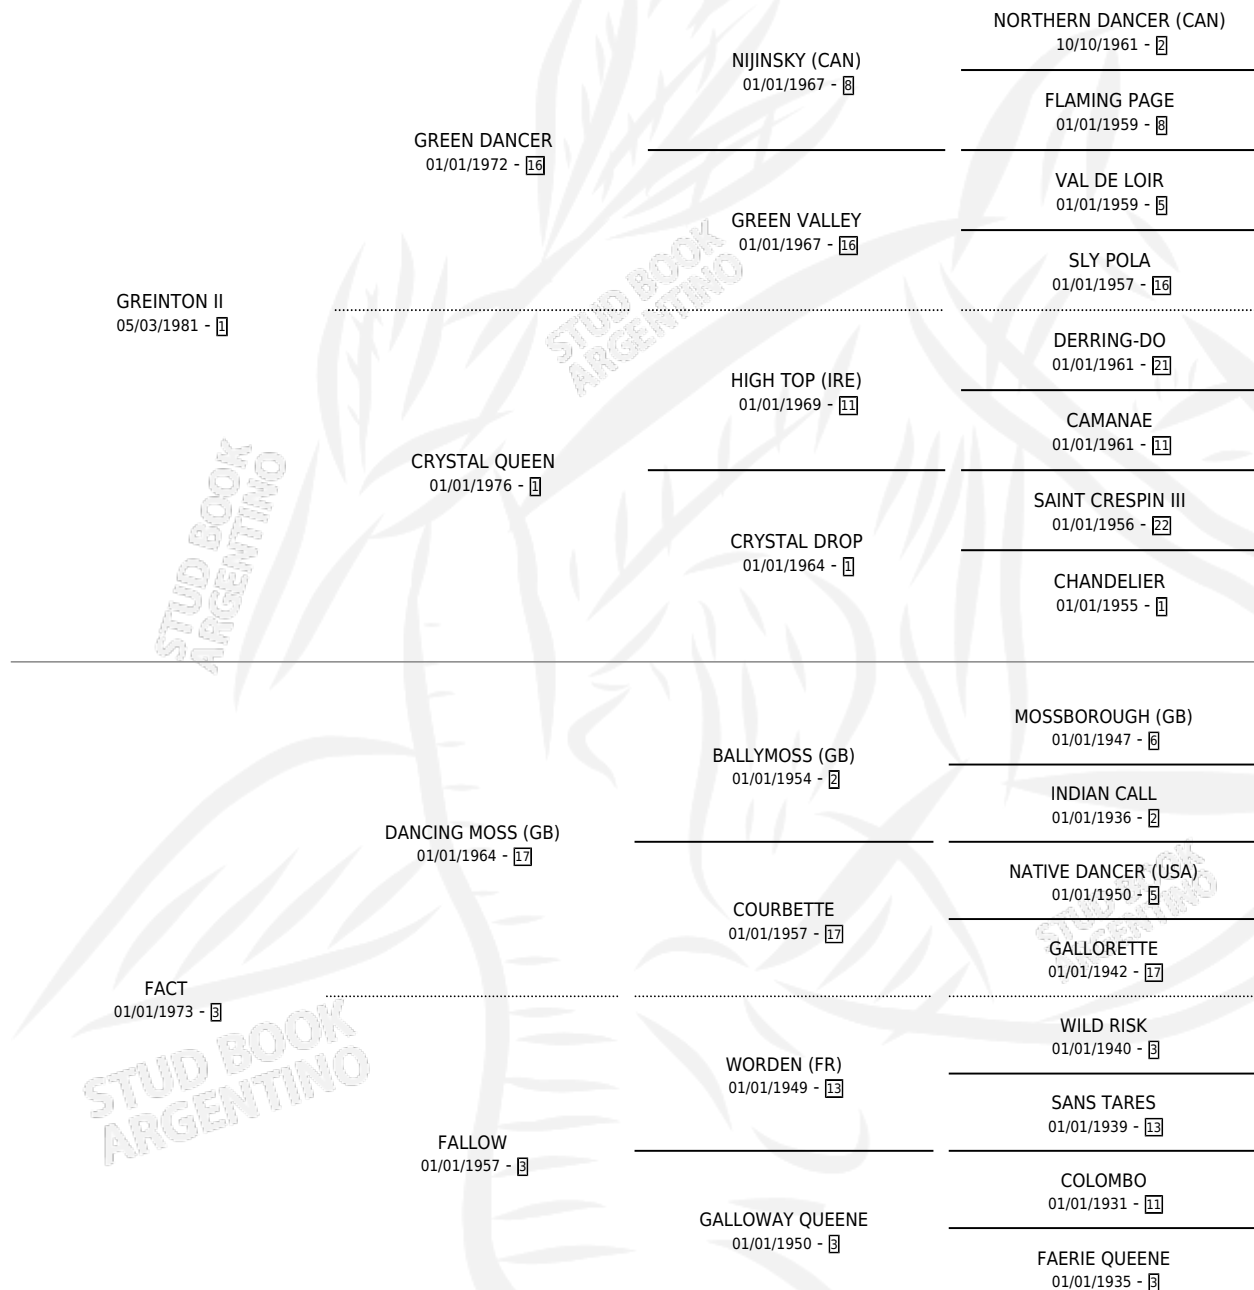 NORTHERN DANCER (CAN)
10/10/1961 - 2
NIJINSKY (CAN)
01/01/1967 - 8
FLAMING PAGE
01/01/1959 - 8
GREEN DANCER
01/01/1972 - 16
VAL DE LOIR
01/01/1959 - 5
GREEN VALLEY
01/01/1967 - 16
SLY POLA
01/01/1957 - 16
GREINTON II
05/03/1981 - 1
DERRING-DO
01/01/1961 - 21
HIGH TOP (IRE)
01/01/1969 - 11
CAMANAE
01/01/1961 - 11
CRYSTAL QUEEN
01/01/1976 - 1
SAINT CRESPIN III
01/01/1956 - 22
CRYSTAL DROP
01/01/1964 - 1
CHANDELIER
01/01/1955 - 1
MOSSBOROUGH (GB)
01/01/1947 - 6
BALLYMOSS (GB)
01/01/1954 - 2
INDIAN CALL
01/01/1936 - 2
DANCING MOSS (GB)
01/01/1964 - 17
NATIVE DANCER (USA)
01/01/1950 - 5
COURBETTE
01/01/1957 - 17
GALLORETTE
01/01/1942 - 17
FACT
01/01/1973 - 3
WILD RISK
01/01/1940 - 3
WORDEN (FR)
01/01/1949 - 13
SANS TARES
01/01/1939 - 13
FALLOW
01/01/1957 - 3
COLOMBO
01/01/1931 - 11
GALLOWAY QUEENE
01/01/1950 - 3
FAERIE QUEENE
01/01/1935 - 3
STUD BOOK
ARGENTINO
STUD BOOK
ARGENTINO
STUD BOOK
ARGENTINO
STUD BOOK
ARGENTINO